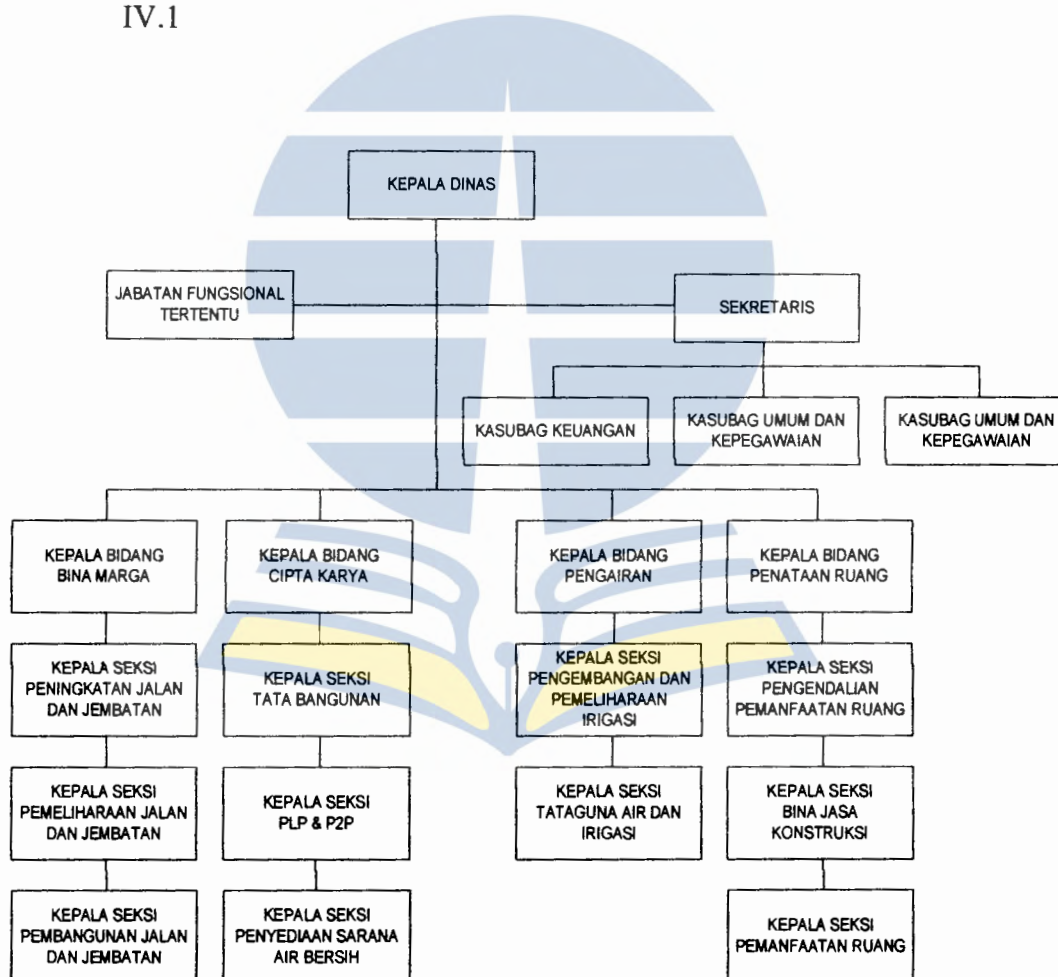 IV.1
KEPALA DINAS
JABATAN FUNGSIONAL
TERTENTU
SEKRETARIS
KASUBAG KEUANGAN
KASUBAG UMUM DAN
KEPEGAWAIAN
KASUBAG UMUM DAN
KEPEGAWAIAN
KEPALA BIDANG
BINA MARGA
KEPALA BIDANG
CIPTA KARYA
KEPALA BIDANG
PENGAIRAN
KEPALA BIDANG
PENATAAN RUANG
KEPALA SEKSI
PENINGKATAN JALAN
DAN JEMBATAN
KEPALA SEKSI
TATA BANGUNAN
KEPALA SEKSI
PENGEMBANGAN DAN
PEMELIHARAAN
IRIGASI
KEPALA SEKSI
PENGENDALIAN
PEMANFAATAN RUANG
KEPALA SEKSI
PEMELIHARAAN JALAN
DAN JEMBATAN
KEPALA SEKSI
PLP & P2P
KEPALA SEKSI
TATAGUNA AIR DAN
IRIGASI
KEPALA SEKSI
BINA JASA
KONSTRUKSI
KEPALA SEKSI
PEMBANGUNAN JALAN
DAN JEMBATAN
KEPALA SEKSI
PENYEDIAAN SARANA
AIR BERSIH
KEPALA SEKSI
PEMANFAATAN RUANG